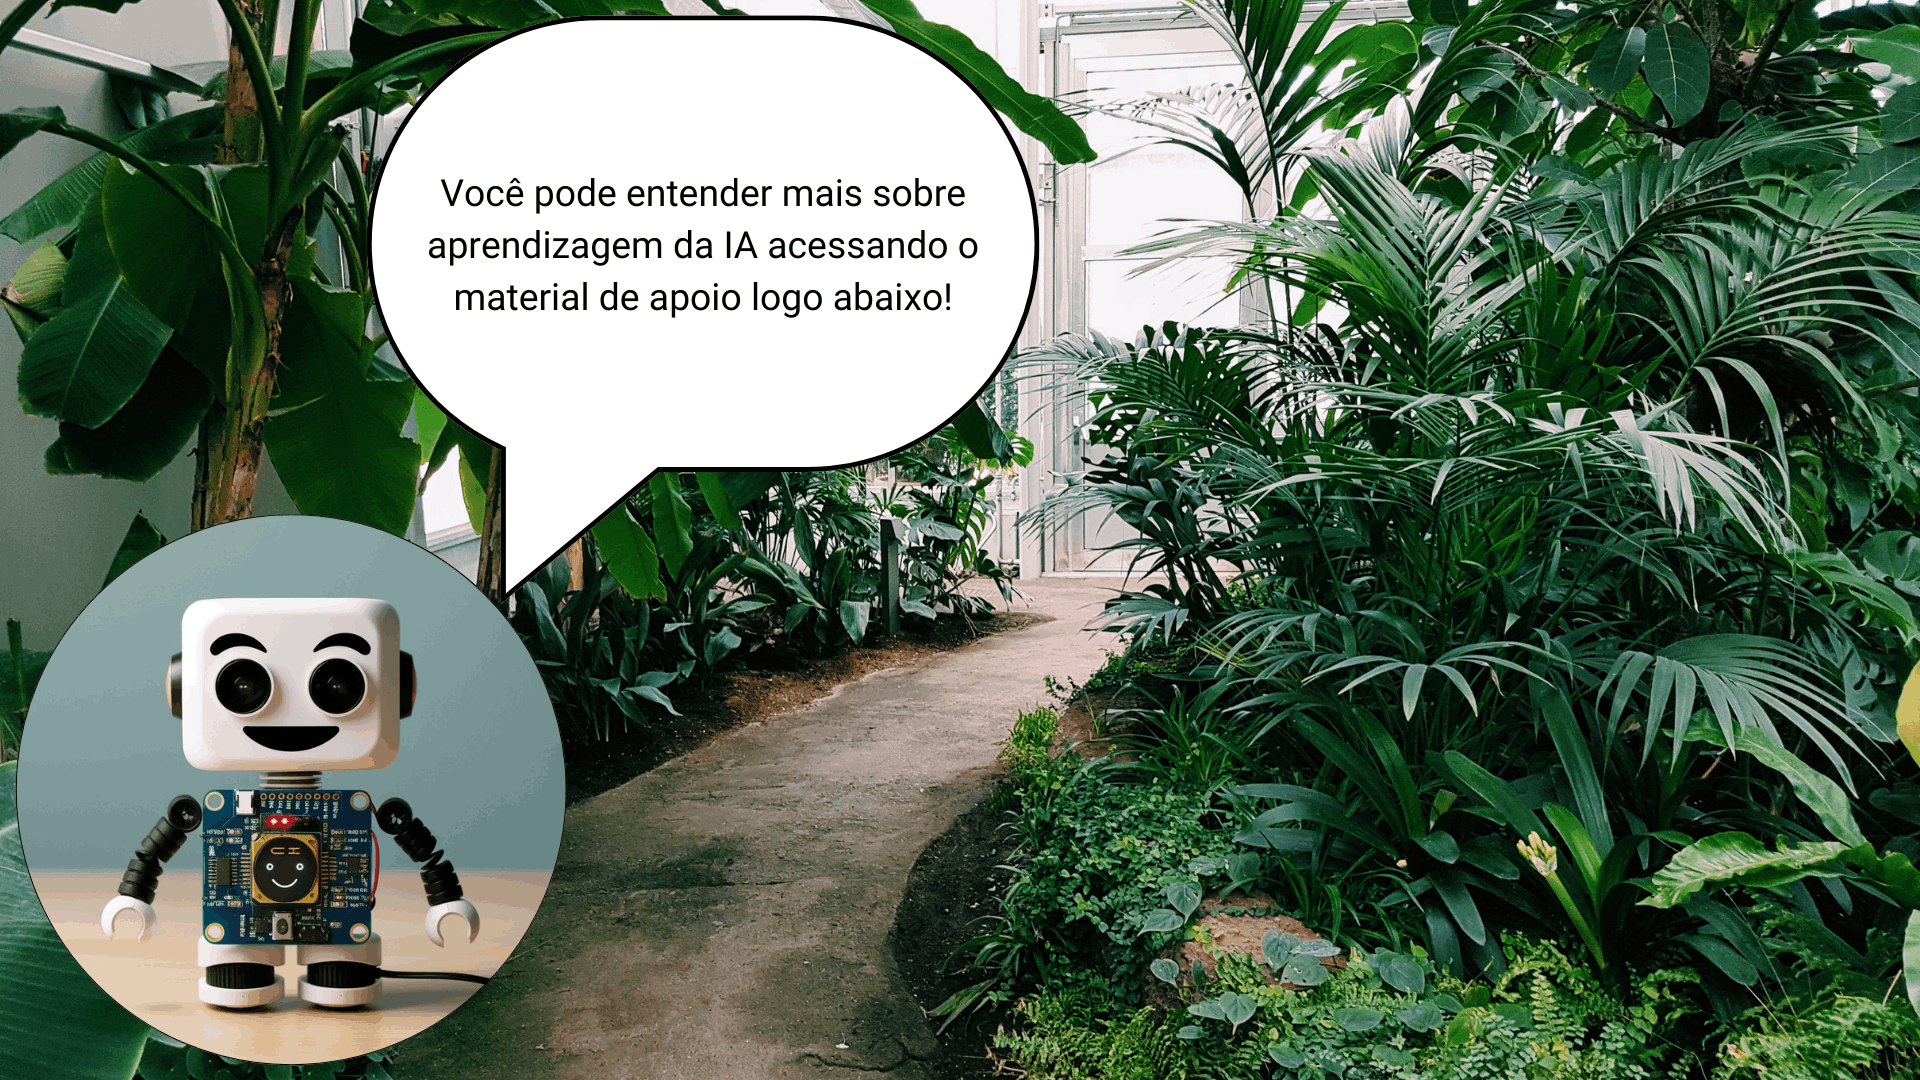 Você pode entender mais sobre
aprendizagem da IA acessando o
material de apoio logo abaixo!